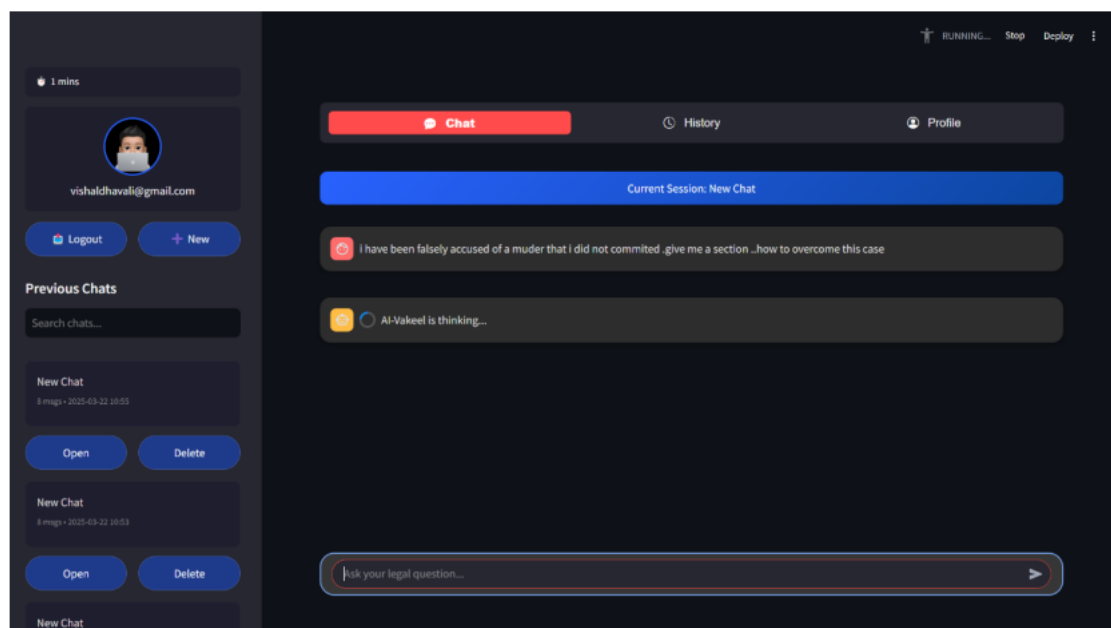 RUNNING... Stop Deploy
1 mins
vishaldhavali@gmail.com
Logout
New
Previous Chats
Search chats...
New Chat
8 msgs • 2025-03-22 16:55
Open
Delete
New Chat
8 msgs • 2025-03-22 16:53
Open
Delete
New Chat
Chat
History
Profile
Current Session: New Chat
i have been falsely accused of a muder that i did not commited .give me a section ..how to overcome this case
AI-Vakeel is thinking...
Ask your legal question...